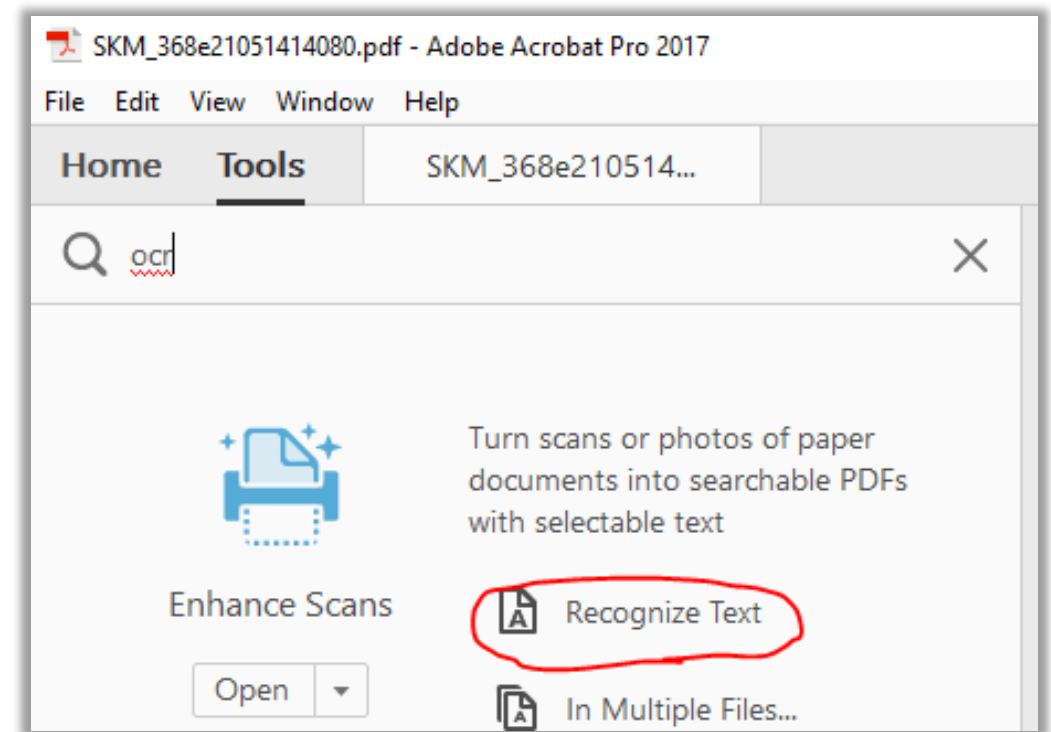 SKM_368e21051414080.pdf - Adobe Acrobat Pro 2017
File Edit View Window Help
Home Tools SKM_368e210514...
ocr
Turn scans or photos of paper
documents into searchable PDFs
with selectable text
Enhance Scans
Recognize Text
Open
In Multiple Files...